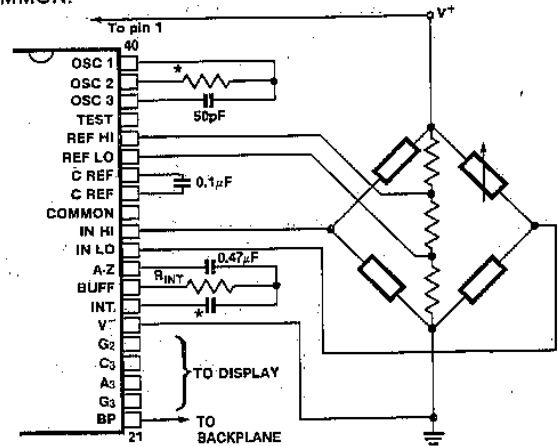 MMON.
To pin 1
V+
40
OSC 1
OSC 2
*
OSC 3
50pF
TEST
REF HI
REF LO
C REF
0.1µF
C REF
COMMON
IN HI
IN LO
A-Z
0.47µF
BUFF
RINT
INT.
*
V-
G2
C3
TO DISPLAY
A3
G3
BP
TO
BACKPLANE
21